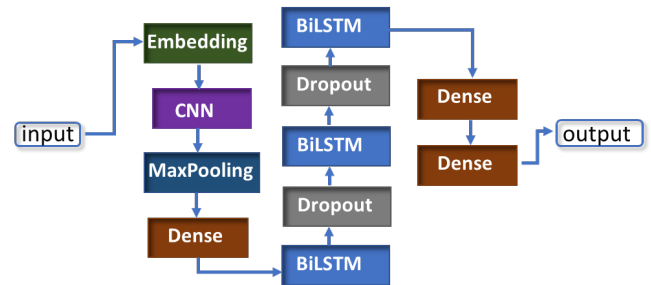 input
Embedding
CNN
MaxPooling
Dense
BiLSTM
Dropout
BiLSTM
Dropout
BiLSTM
Dense
Dense
output